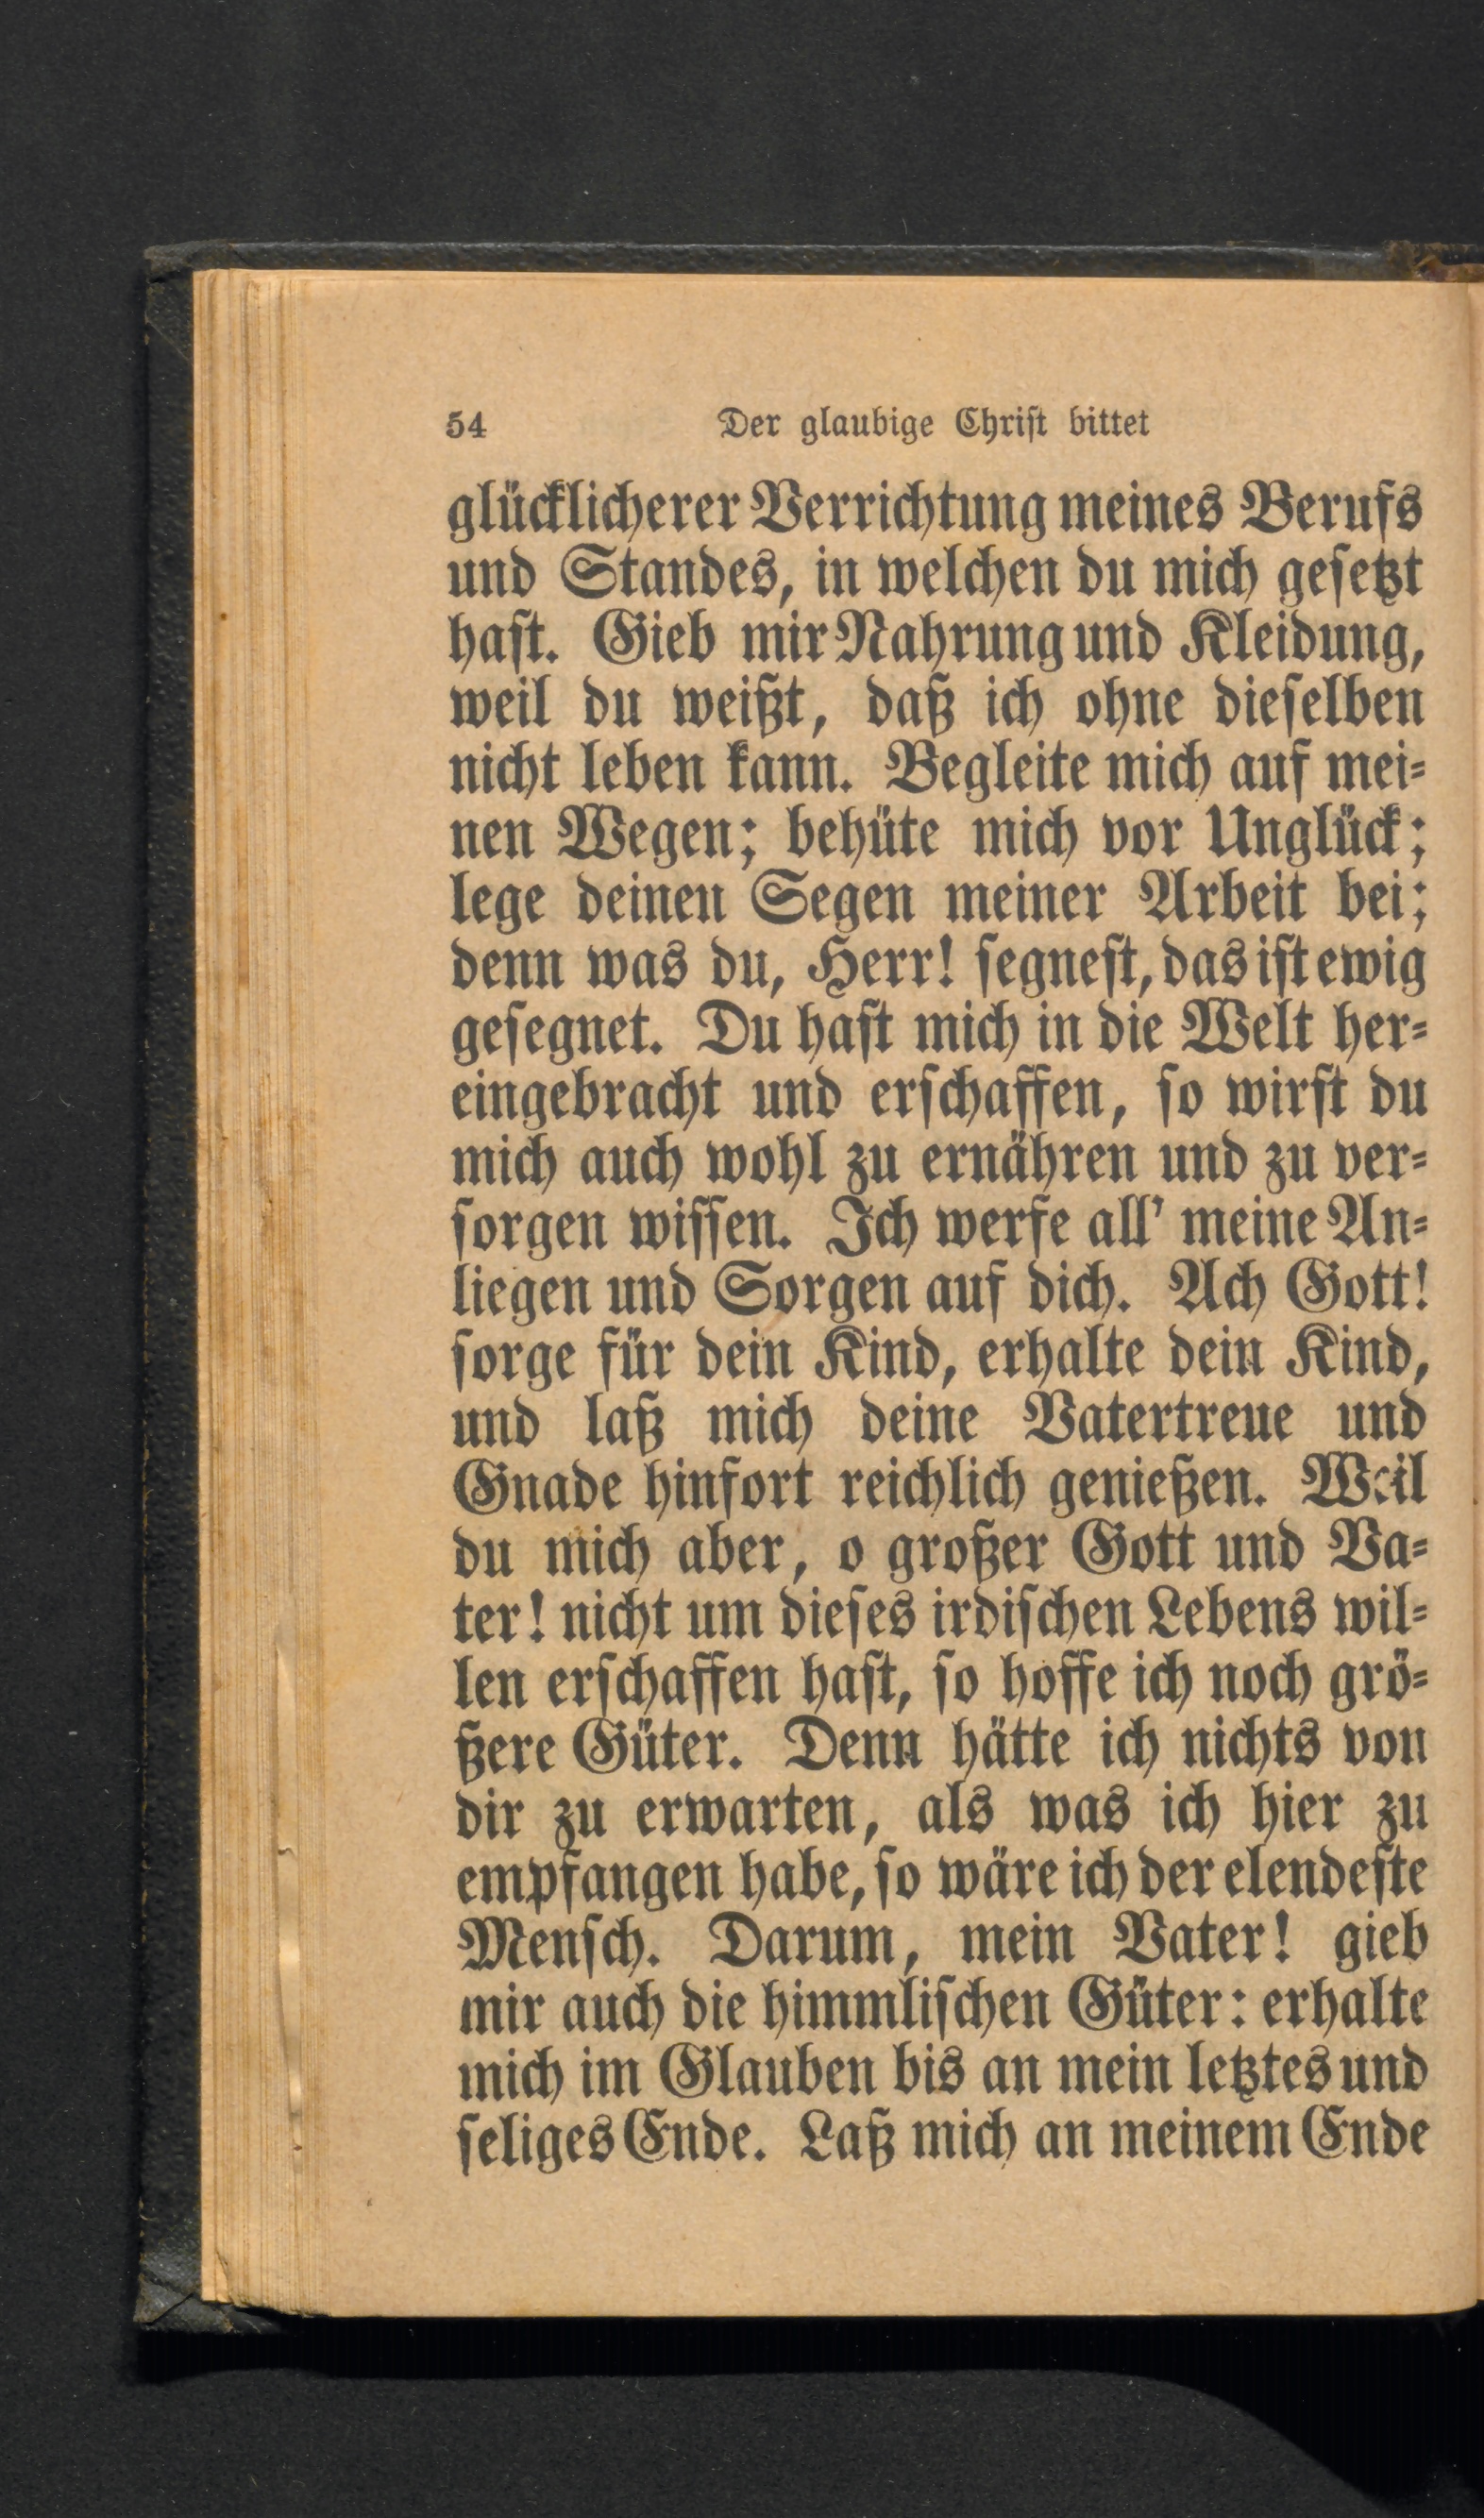 54 Der glaubige Chriſt bittet
glücklicherer Verrichtung meines Berufs
und Standes, in welchen du mich geſetzt
haſt. Gieb mir Nahrung und Kleidung,
weil du weißt, daß ich ohne dieſelben
nicht leben kann. Begleite mich auf mei⸗
nen Wegen; behüte mich vor Unglück;
lege deinen Segen meiner Arbeit bei;
denn was du, Herr! ſegneſt, das iſt ewig
geſegnet. Du haſt mich in die Welt her⸗
eingebracht und erſchaffen, ſo wirſt du
mich auch wohl zu ernähren und zu ver⸗
ſorgen wiſſen. Ich werfe all’ meine An⸗
liegen und Sorgen auf dich. Ach Gott!
ſorge für dein Kind, erhalte dein Kind,
und laß mich deine Vatertreue und
Gnade hinfort reichlich genießen. Weil
du mich aber, o großer Gott und Va⸗
ter! nicht um dieſes irdiſchen Lebens wil⸗
len erſchaffen haſt, ſo hoffe ich noch grö⸗
ßere Güter. Denn hätte ich nichts von
dir zu erwarten, als was ich hier zu
empfangen habe, ſo wäre ich der elendeſte
Menſch. Darum, mein Vater! gieb
mir auch die himmliſchen Güter: erhalte
mich im Glauben bis an mein letztes und
ſeliges Ende. Laß mich an meinem Ende